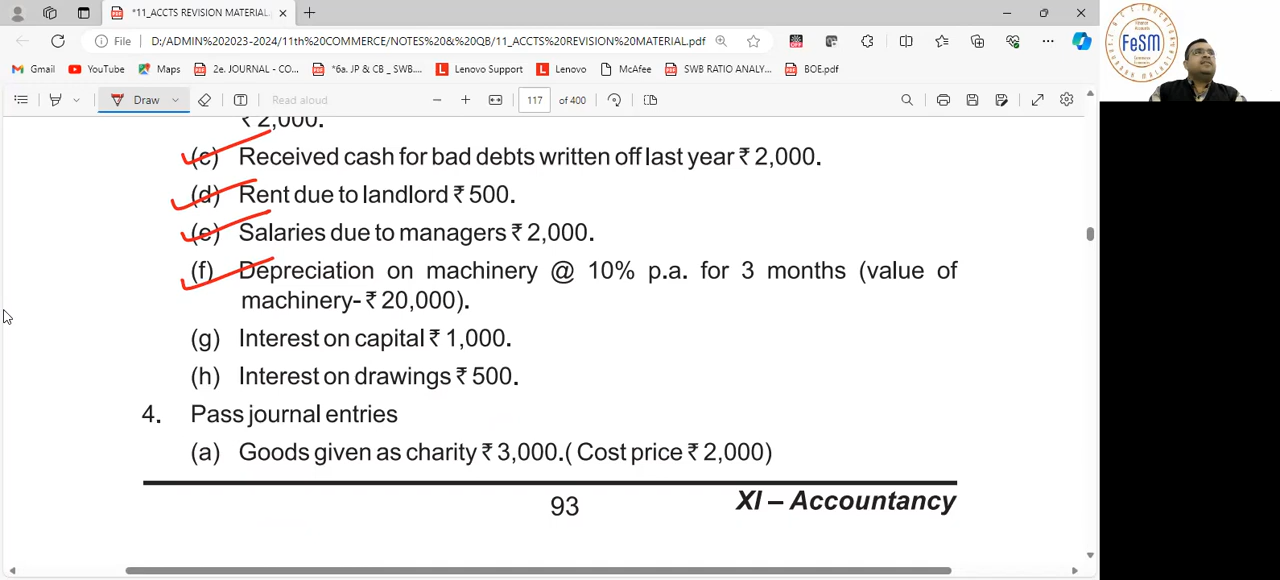 *11_ACCTS REVISION MATERIAL.
File
D:/ADMIN%202023-2024/11th%20COMMERCE/NOTES%20&%20QB/11_ACCTS%20REVISION%20MATERIAL.pdf
Gmail YouTube Maps 2e. JOURNAL - CO... *6a. JP & CB _ SWB... Lenovo Support Lenovo McAfee SWB RATIO ANALY... BOE.pdf
Draw Read aloud 117 of 400
₹ 2,000.
(c) Received cash for bad debts written off last year ₹ 2,000.
(d) Rent due to landlord ₹ 500.
(e) Salaries due to managers ₹ 2,000.
(f) Depreciation on machinery @ 10% p.a. for 3 months (value of
machinery- ₹ 20,000).
(g) Interest on capital ₹ 1,000.
(h) Interest on drawings ₹ 500.
4. Pass journal entries
(a) Goods given as charity ₹ 3,000.( Cost price ₹ 2,000)
93 XI – Accountancy
FeSM